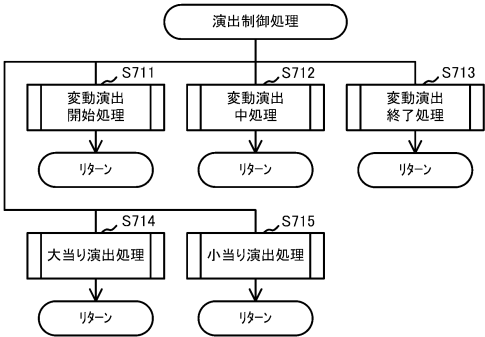 演出制御処理
S711
変動演出
開始処理
リターン
S712
変動演出
中処理
リターン
S713
変動演出
終了処理
リターン
S714
大当り演出処理
リターン
S715
小当り演出処理
リターン